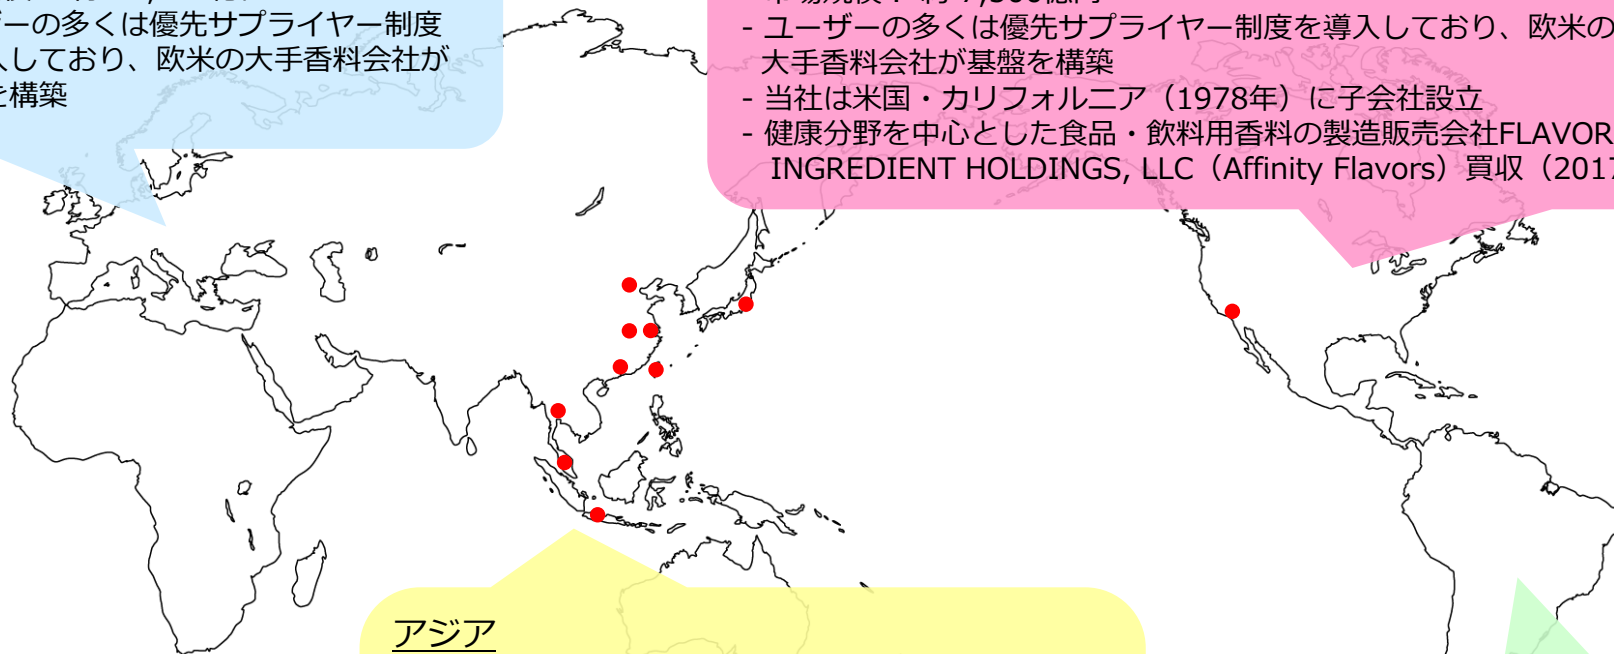 ーの多くは優先サプライヤー制度
しており、欧米の大手香料会社が
構築
- ユーザーの多くは優先サプライヤー制度を導入しており、欧米の
大手香料会社が基盤を構築
- 当社は米国・カリフォルニア（1978年）に子会社設立
- 健康分野を中心とした食品・飲料用香料の製造販売会社FLAVOR
INGREDIENT HOLDINGS, LLC（Affinity Flavors）買収（2017
アジア